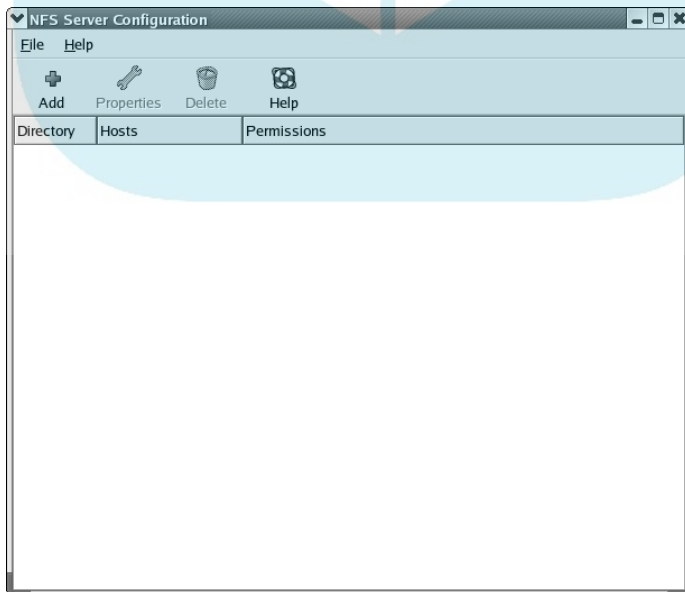 NFS Server Configuration
File Help
Add Properties Delete Help
Directory Hosts Permissions